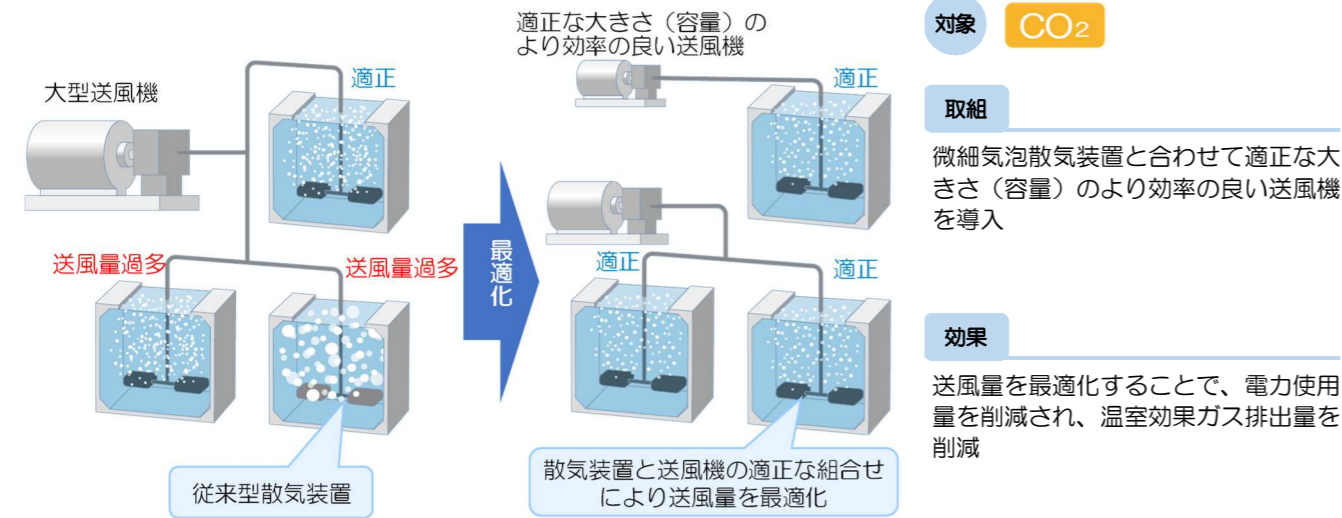 大型送風機
適正
送風量過多
送風量過多
従来型散気装置
最適化
適正な大きさ（容量）の
より効率の良い送風機
適正
適正
適正
散気装置と送風機の適正な組合せ
により送風量を最適化
対象
CO₂
取組
微細気泡散気装置と合わせて適正な大
きさ（容量）のより効率の良い送風機
を導入
効果
送風量を最適化することで、電力使用
量を削減され、温室効果ガス排出量を
削減